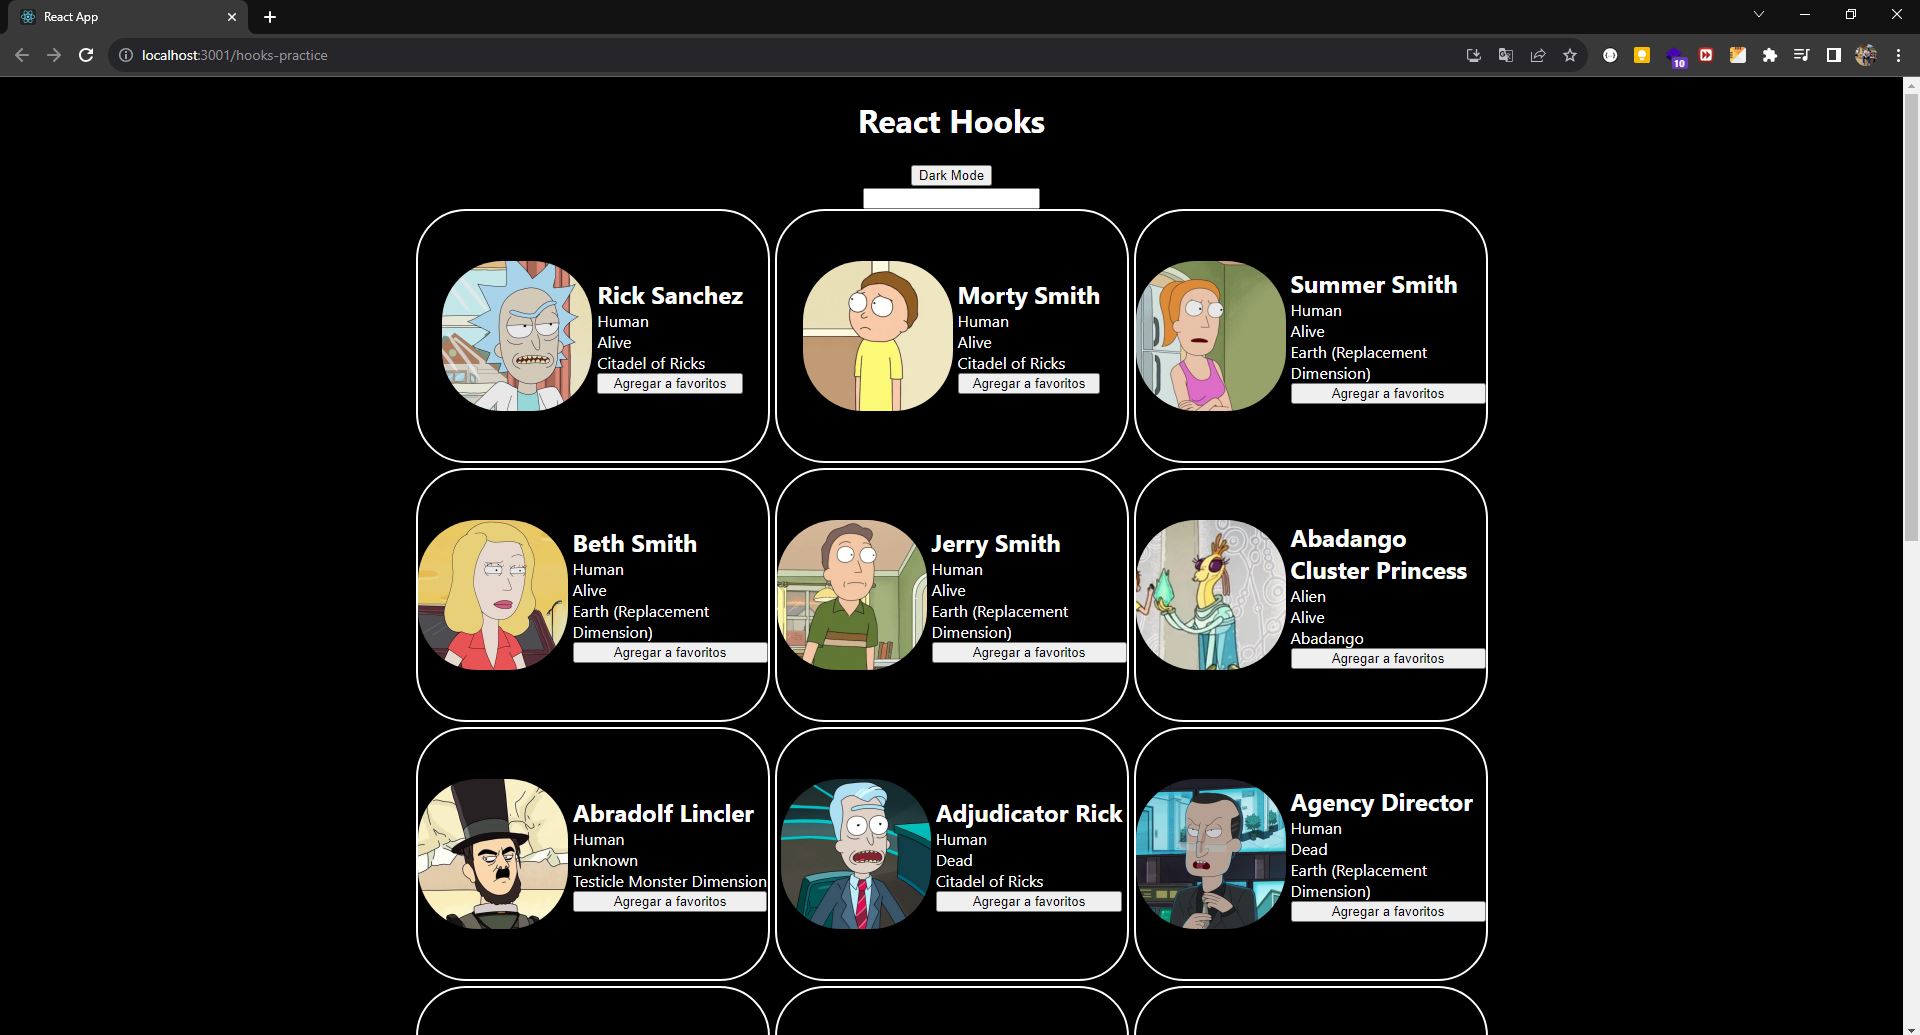 React App
localhost:3001/hooks-practice
10
React Hooks
Dark Mode
Rick Sanchez
Human
Alive
Citadel of Ricks
Agregar a favoritos
Morty Smith
Human
Alive
Citadel of Ricks
Agregar a favoritos
Summer Smith
Human
Alive
Earth (Replacement
Dimension)
Agregar a favoritos
Beth Smith
Human
Alive
Earth (Replacement
Dimension)
Agregar a favoritos
Jerry Smith
Human
Alive
Earth (Replacement
Dimension)
Agregar a favoritos
Abadango
Cluster Princess
Alien
Alive
Abadango
Agregar a favoritos
Abradolf Lincler
Human
unknown
Testicle Monster Dimension
Agregar a favoritos
Adjudicator Rick
Human
Dead
Citadel of Ricks
Agregar a favoritos
Agency Director
Human
Dead
Earth (Replacement
Dimension)
Agregar a favoritos